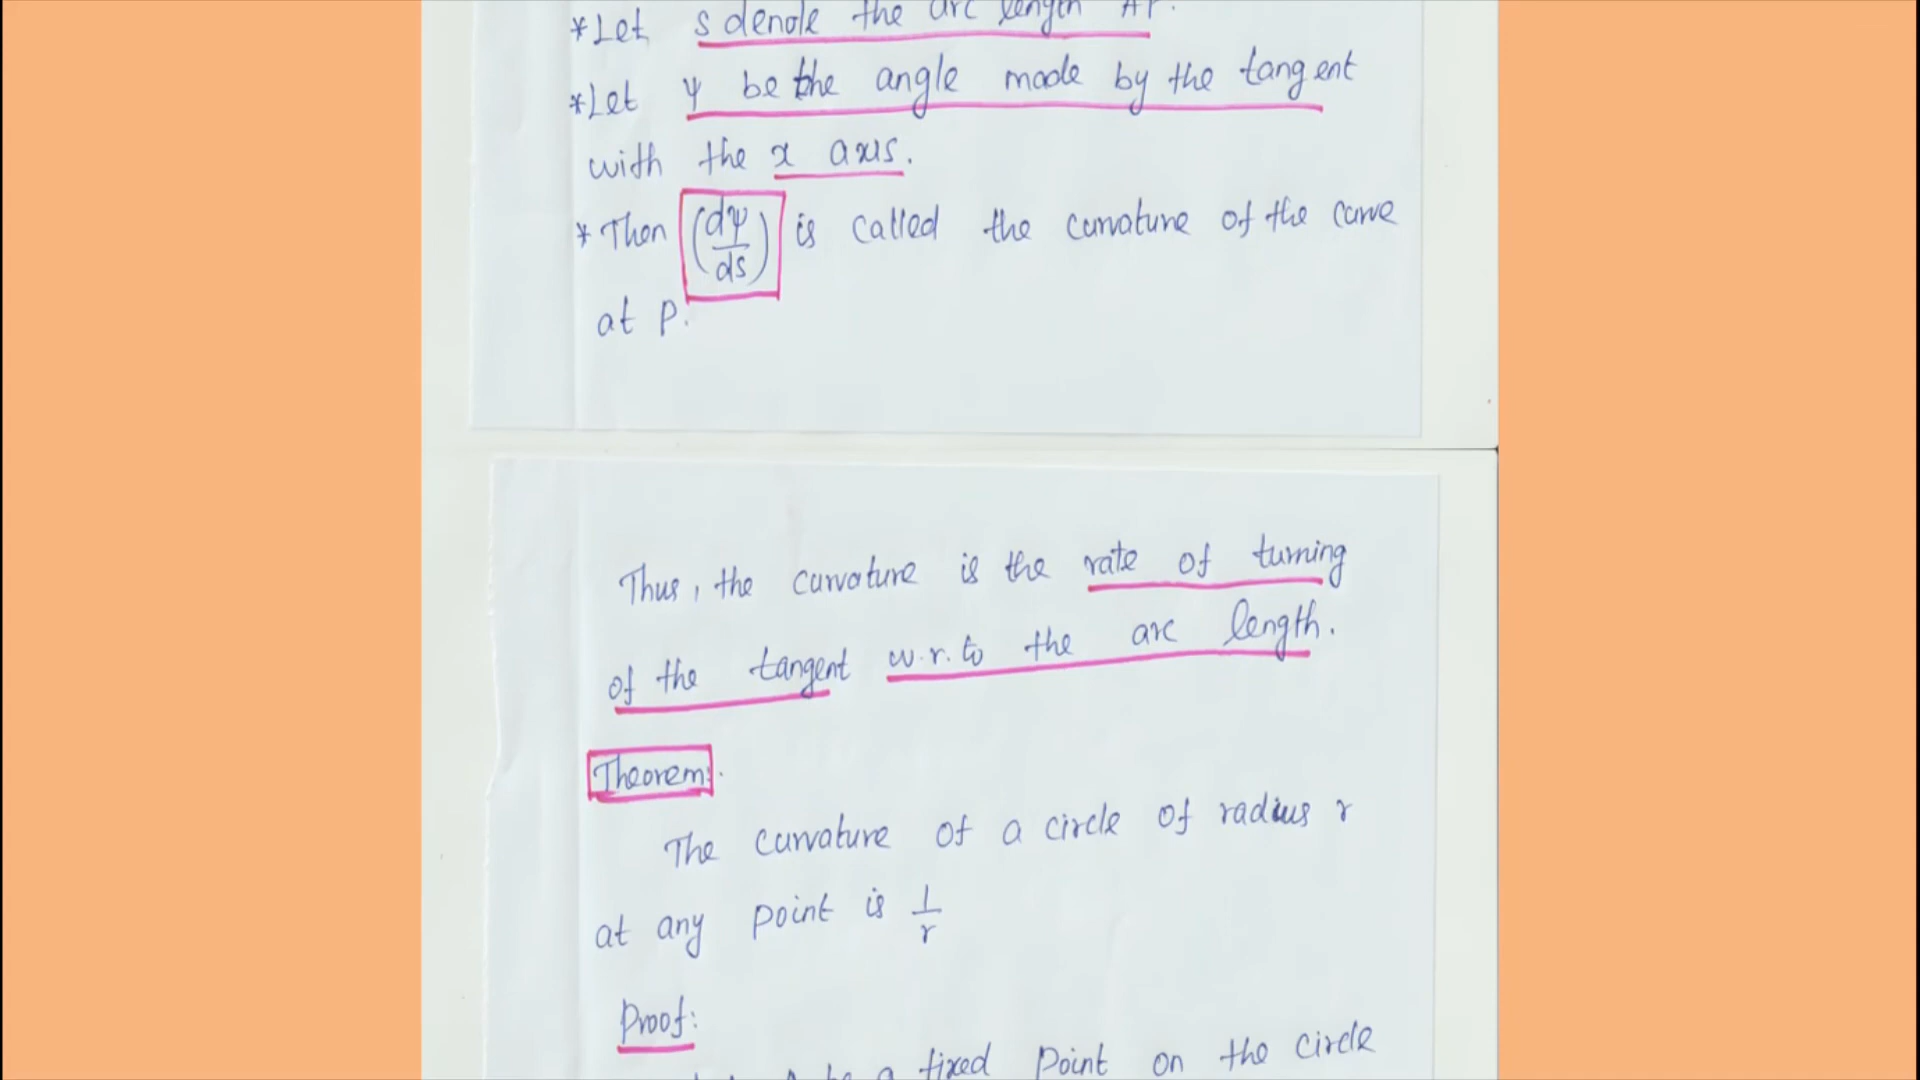 *Let s denote the arc length AP.
*Let ψ be the angle made by the tangent
with the x axis.
* Then (dψ/ds) is called the curvature of the curve
at P.
Thus, the curvature is the rate of turning
of the tangent w.r.to the arc length.
Theorem:
The curvature of a circle of radius r
at any point is 1/r
Proof:
be a fixed point on the circle